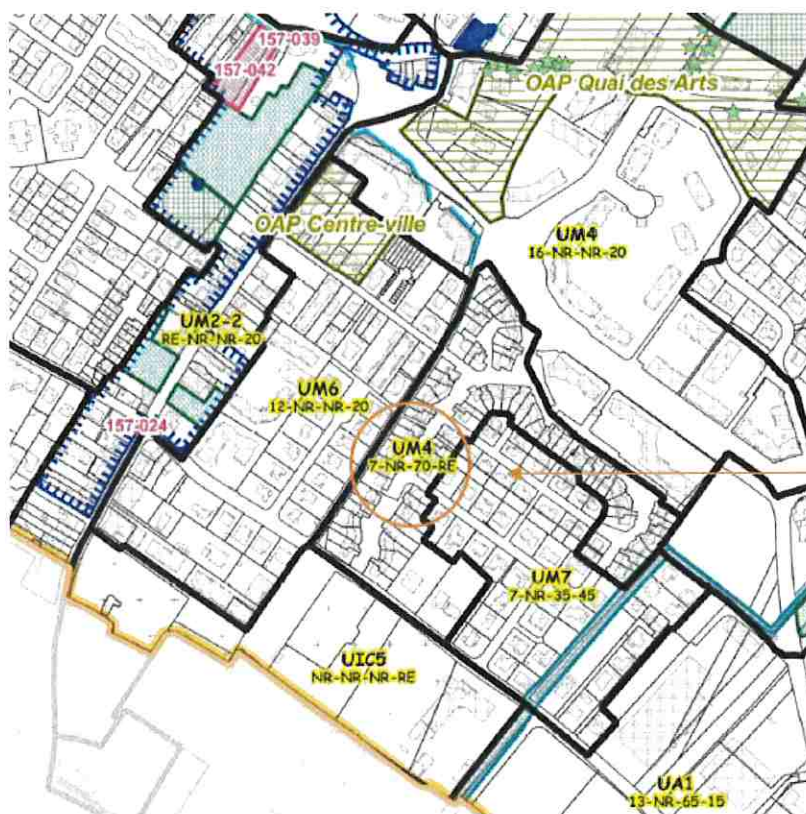 157-039
157-042
OAP Quai des Arts
OAP Centre-ville
UM4
16-NR-NR-20
UM2-2
RE-NR-NR-20
UM6
12-NR-NR-20
157-024
UM4
7-NR-70-RE
UM7
7-NR-35-45
UIC5
NR-NR-NR-RE
UA1
13-NR-65-15